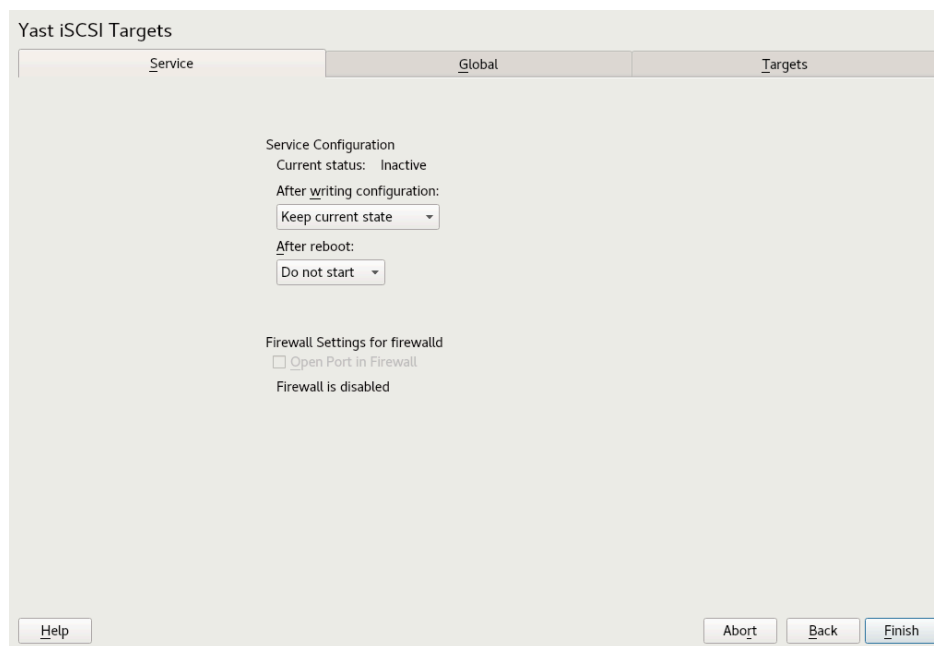 Yast iSCSI Targets
Service Global Targets
Service Configuration
Current status: Inactive
After writing configuration:
Keep current state
After reboot:
Do not start
Firewall Settings for firewalld
Open Port in Firewall
Firewall is disabled
Help Abort Back Finish